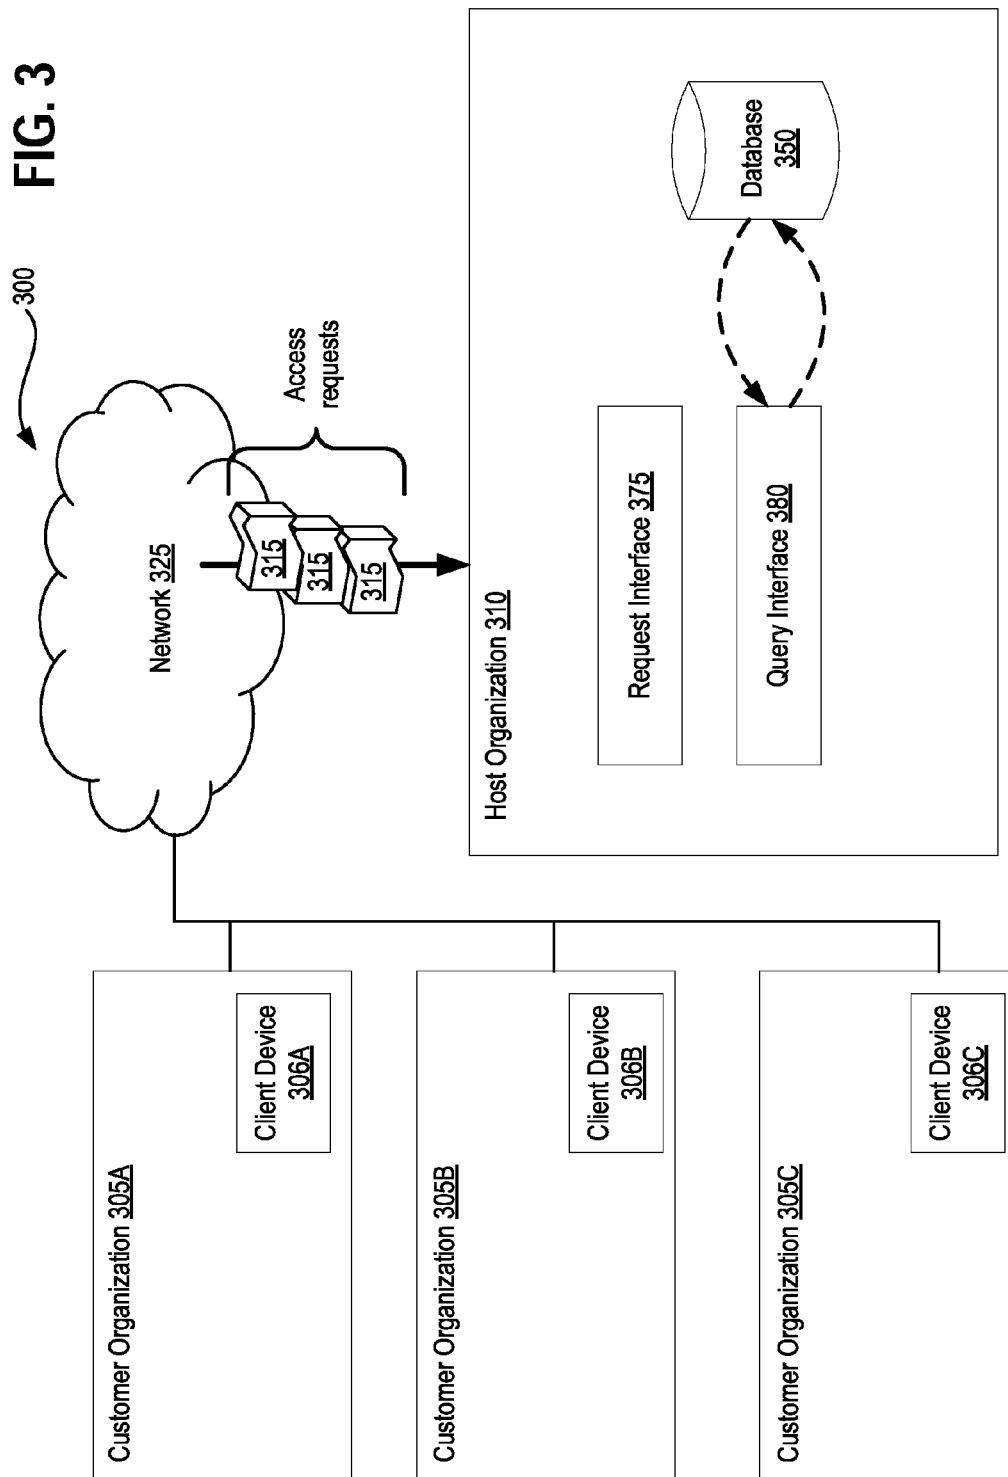 FIG. 3
300
Network 325
Access
requests
315
315
315
Customer Organization 305A
Client Device
306A
Customer Organization 305B
Client Device
306B
Customer Organization 305C
Client Device
306C
Host Organization 310
Request Interface 375
Query Interface 380
Database
350